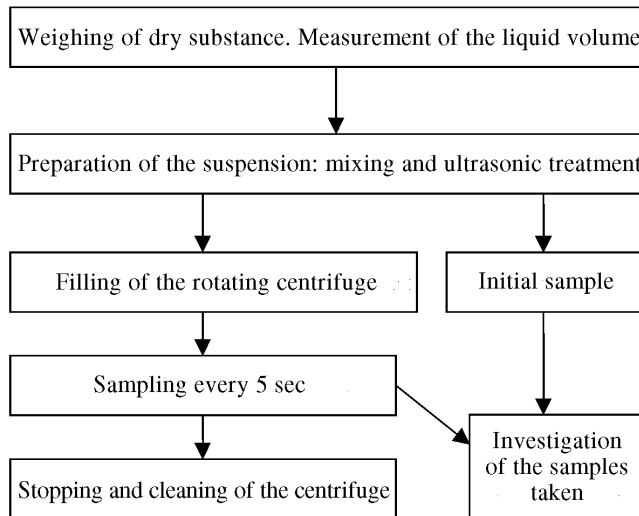 Weighing of dry substance. Measurement of the liquid volume
Preparation of the suspension: mixing and ultrasonic treatment
Filling of the rotating centrifuge
Initial sample
Sampling every 5 sec
Investigation
of the samples
taken
Stopping and cleaning of the centrifuge